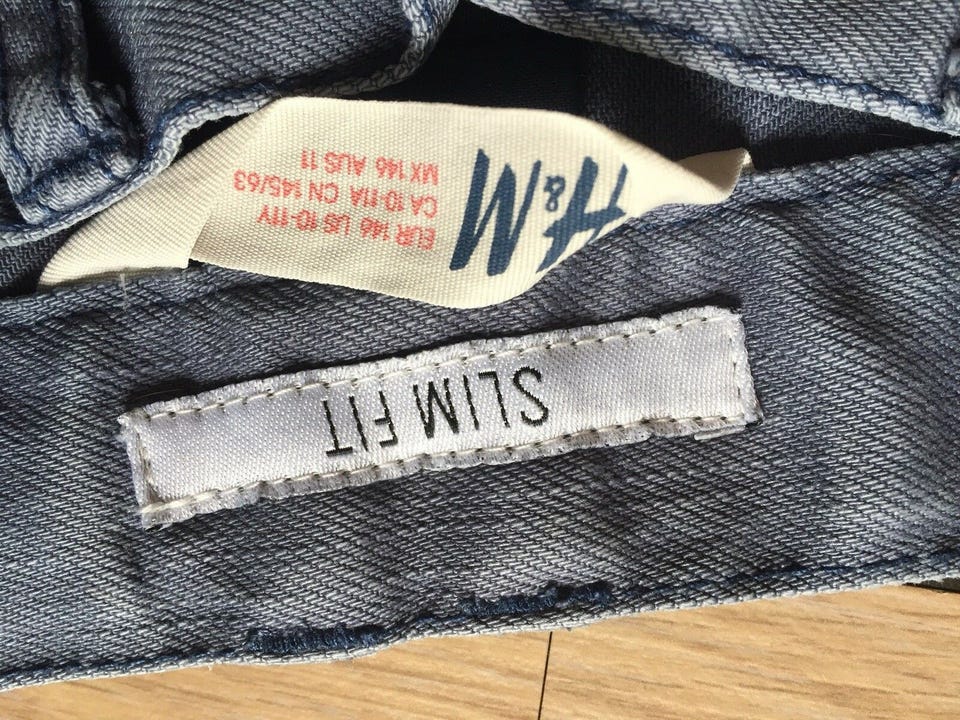 H&M
EUR 146 US 10-11Y
CA 10-11A CN 145/63
MX 146 AUS 11
SLIM FIT